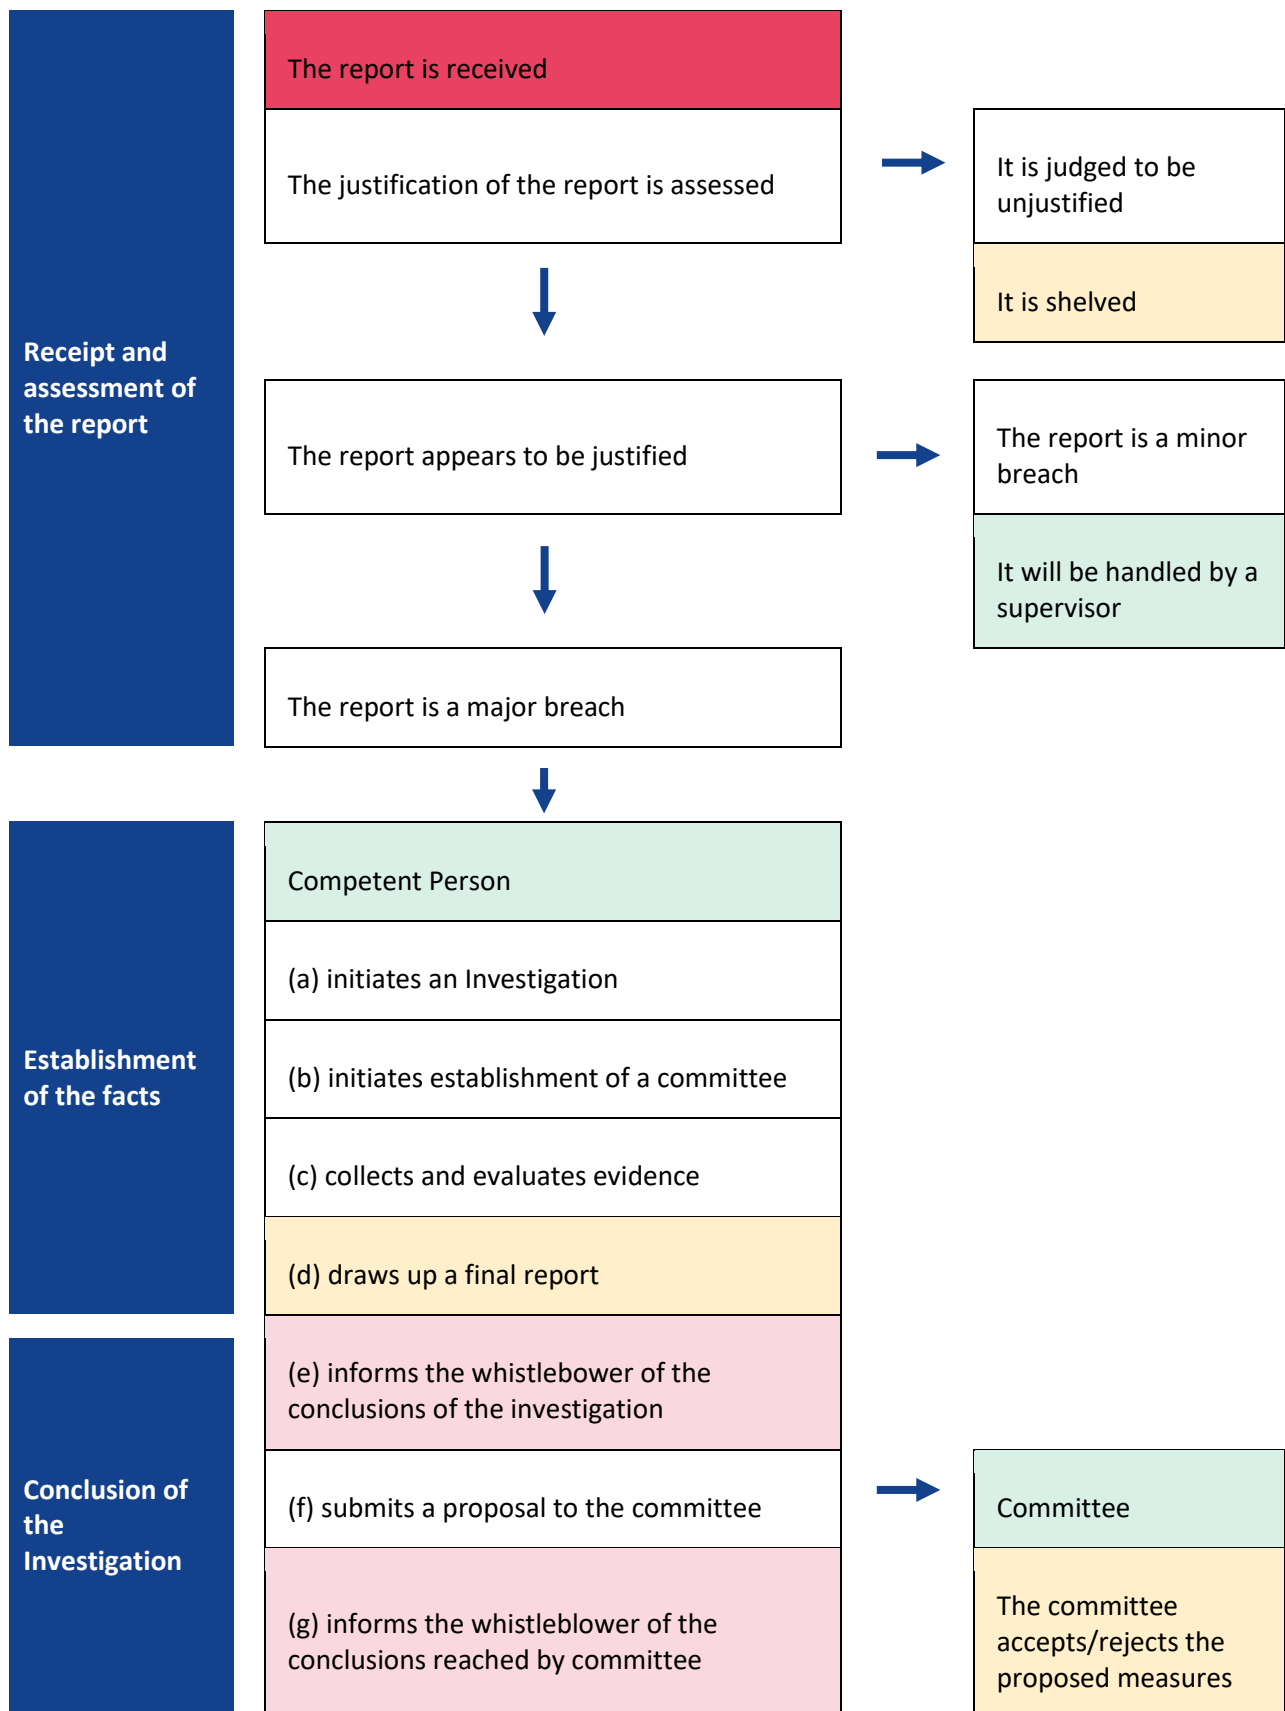 The report is received
The justification of the report is assessed
It is judged to be
unjustified
It is shelved
Receipt and
assessment of
the report
The report appears to be justified
The report is a minor
breach
It will be handled by a
supervisor
The report is a major breach
Establishment
of the facts
Competent Person
(a) initiates an Investigation
(b) initiates establishment of a committee
(c) collects and evaluates evidence
(d) draws up a final report
Conclusion of
the
Investigation
(e) informs the whistlebower of the
conclusions of the investigation
(f) submits a proposal to the committee
(g) informs the whistleblower of the
conclusions reached by committee
Committee
The committee
accepts/rejects the
proposed measures